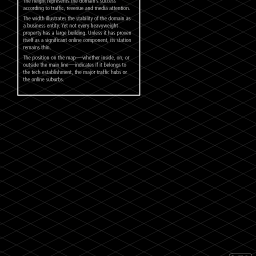 The height represents the domain's success
according to traffic, revenue and media attention.
The width illustrates the stability of the domain as
a business entity. Yet not every heavyweight
property has a large building. Unless it has proven
itself as a significant online component, its station
remains thin.
The position on the map—whether inside, on, or
outside the main line—indicates if it belongs to
the tech establishment, the major traffic hubs or
the online suburbs.